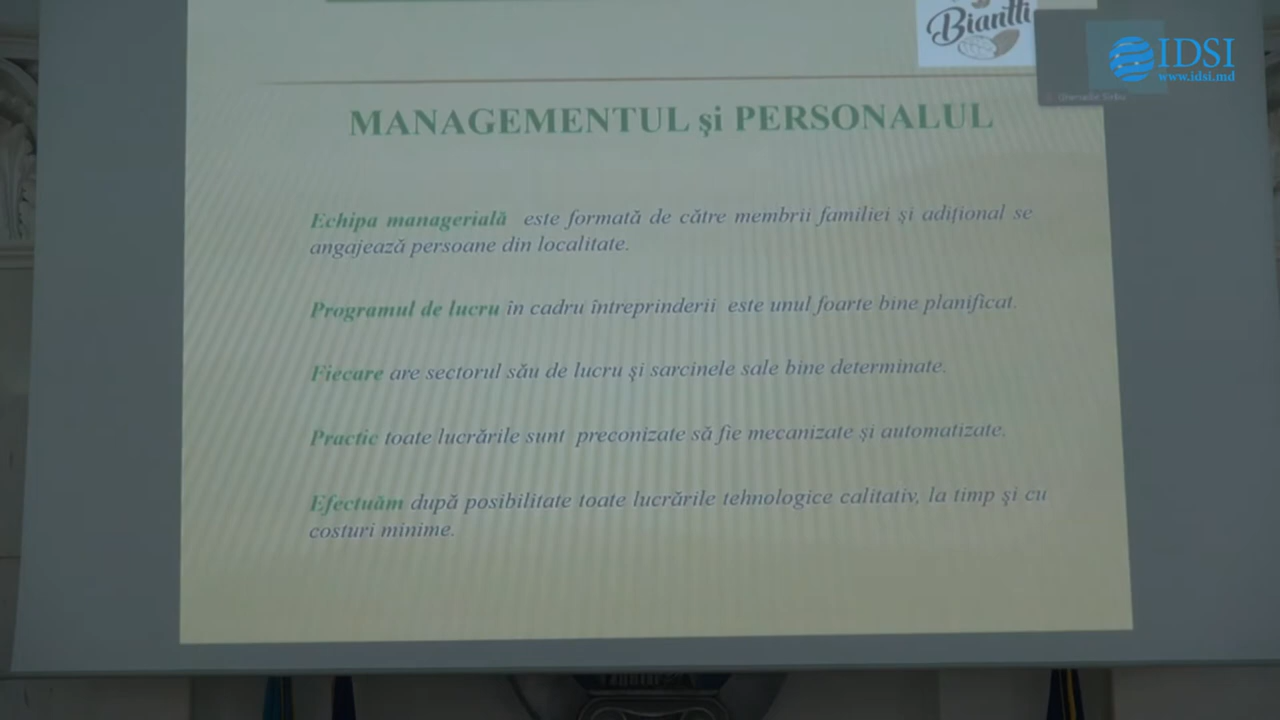 Biantti
IDSI
www.idsi.md
MANAGEMENTUL şi PERSONALUL
Echipa managerială este formată de către membrii familiei şi adiţional se
angajează persoane din localitate.
Programul de lucru în cadru întreprinderii este unul foarte bine planificat.
Fiecare are sectorul său de lucru şi sarcinele sale bine determinate.
Practic toate lucrările sunt preconizate să fie mecanizate şi automatizate.
Efectuăm după posibilitate toate lucrările tehnologice calitativ, la timp şi cu
costuri minime.